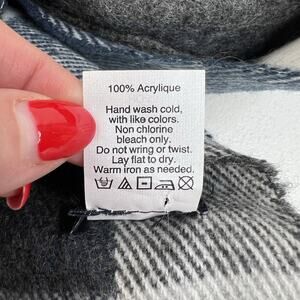 100% Acrylique
Hand wash cold,
with like colors.
Non chlorine
bleach only.
Do not wring or twist.
Lay flat to dry.
Warm iron as needed.